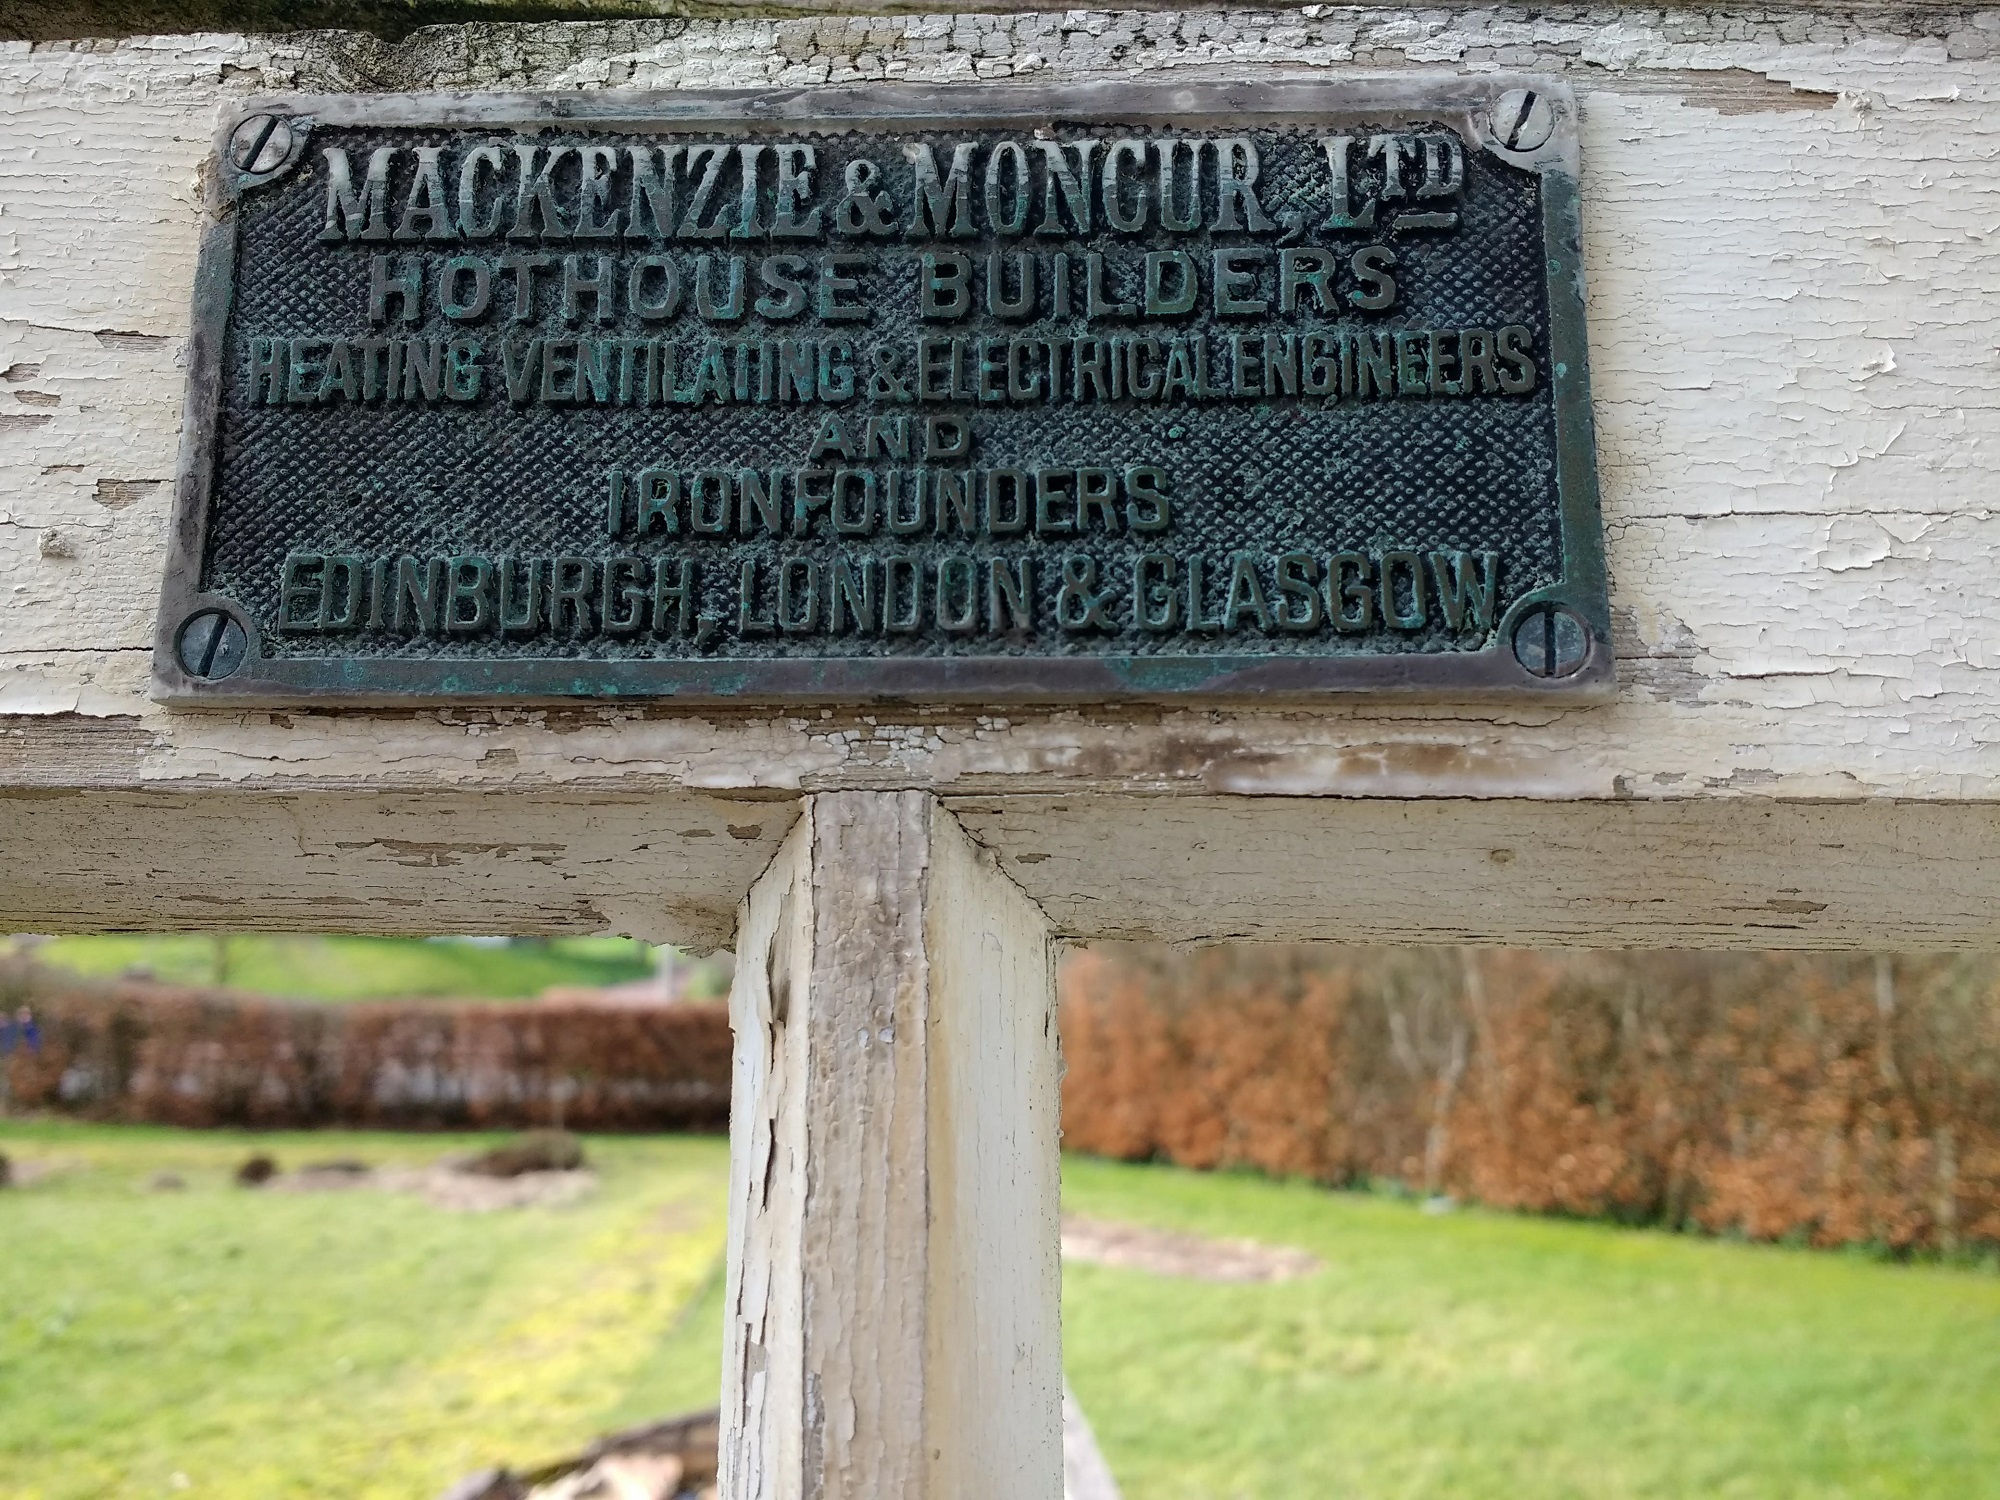 MACKENZIE & MONCUR, LTD
HOTHOUSE BUILDERS
HEATING VENTILATING & ELECTRICAL ENGINEERS
AND
IRONFOUNDERS
EDINBURGH, LONDON & GLASGOW